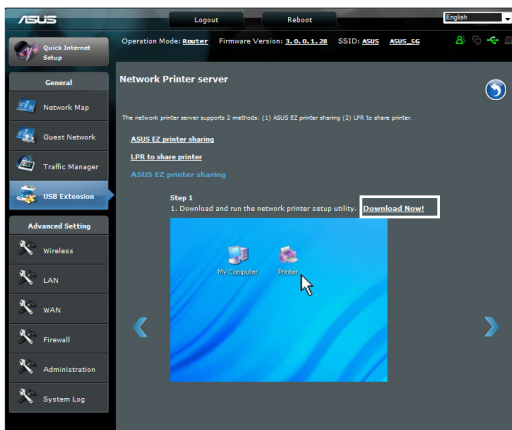 ASUS
Logout
Reboot
English
Quick Internet Setup
Operation Mode: Router Firmware Version: 3.0.0.1.28 SSID: ASUS ASUS_5G
General
Network Map
Guest Network
Traffic Manager
USB Extension
Advanced Setting
Wireless
LAN
WAN
Firewall
Administration
System Log
Network Printer server
The network printer server supports 2 methods: (1) ASUS EZ printer sharing (2) LPR to share printer.
ASUS EZ printer sharing
LPR to share printer
ASUS EZ printer sharing
Step 1
1. Download and run the network printer setup utility. Download Now!
My Computer
Printer